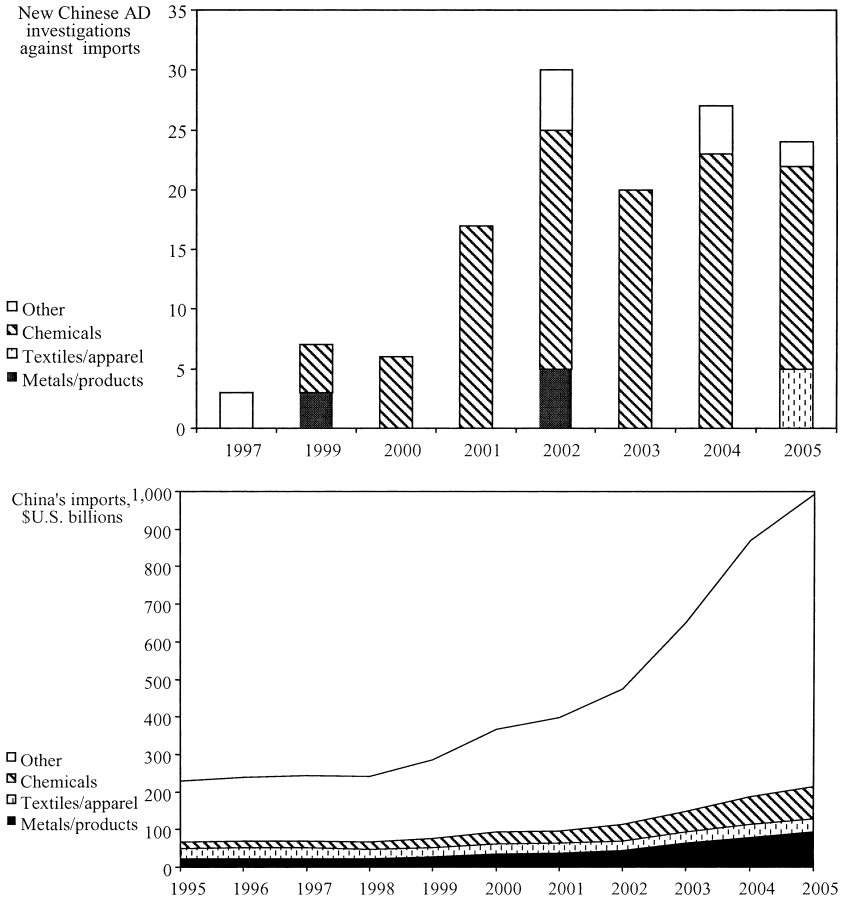 New Chinese AD
investigations
against imports
35
30
25
20
15
10
5
0
Other
Chemicals
Textiles/apparel
Metals/products
1997 1999 2000 2001 2002 2003 2004 2005
China's imports,
$U.S. billions
1,000
900
800
700
600
500
400
300
200
100
0
Other
Chemicals
Textiles/apparel
Metals/products
1995 1996 1997 1998 1999 2000 2001 2002 2003 2004 2005